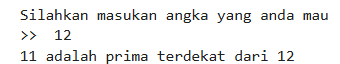 Silahkan masukan angka yang anda mau
>> 12
11 adalah prima terdekat dari 12